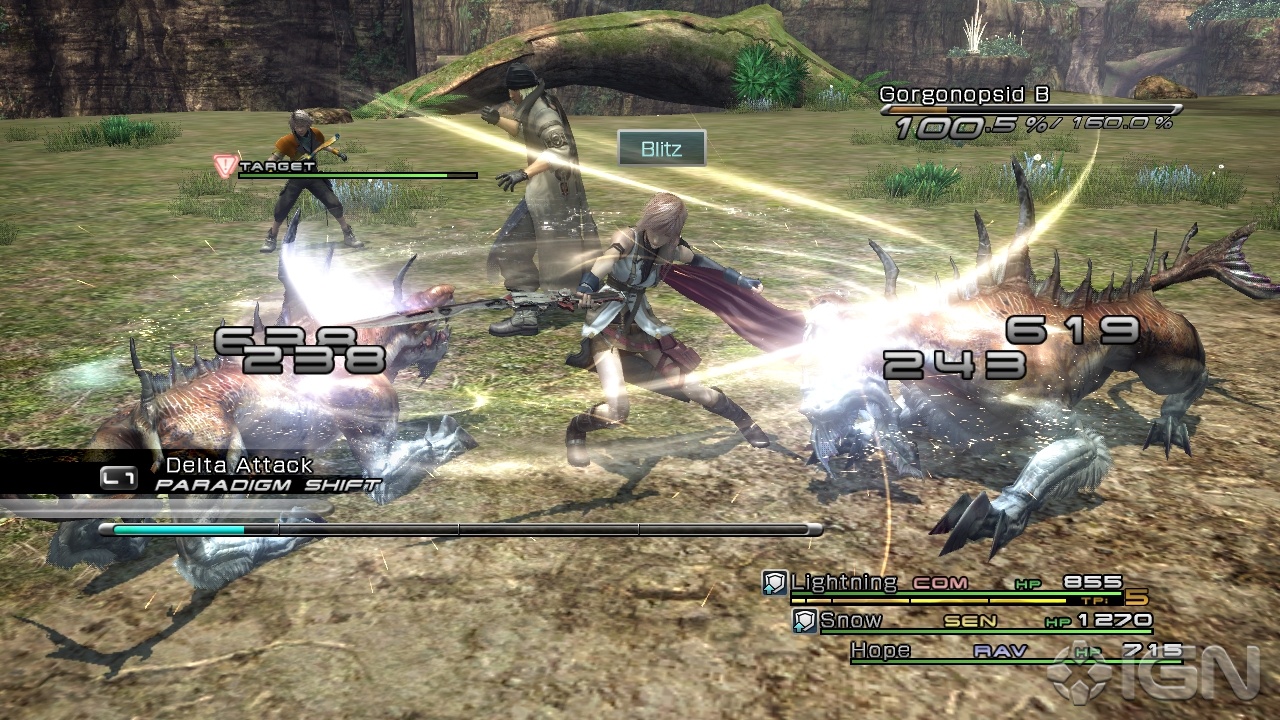 Gorgonopsid B
100.5 %/ 160.0 %
Blitz
TARGET
638
238
619
243
L1
Delta Attack
PARADIGM SHIFT
Lightning COM HP 855
TP: 5
Snow SEN HP 1270
Hope RAV HP 715
IGN